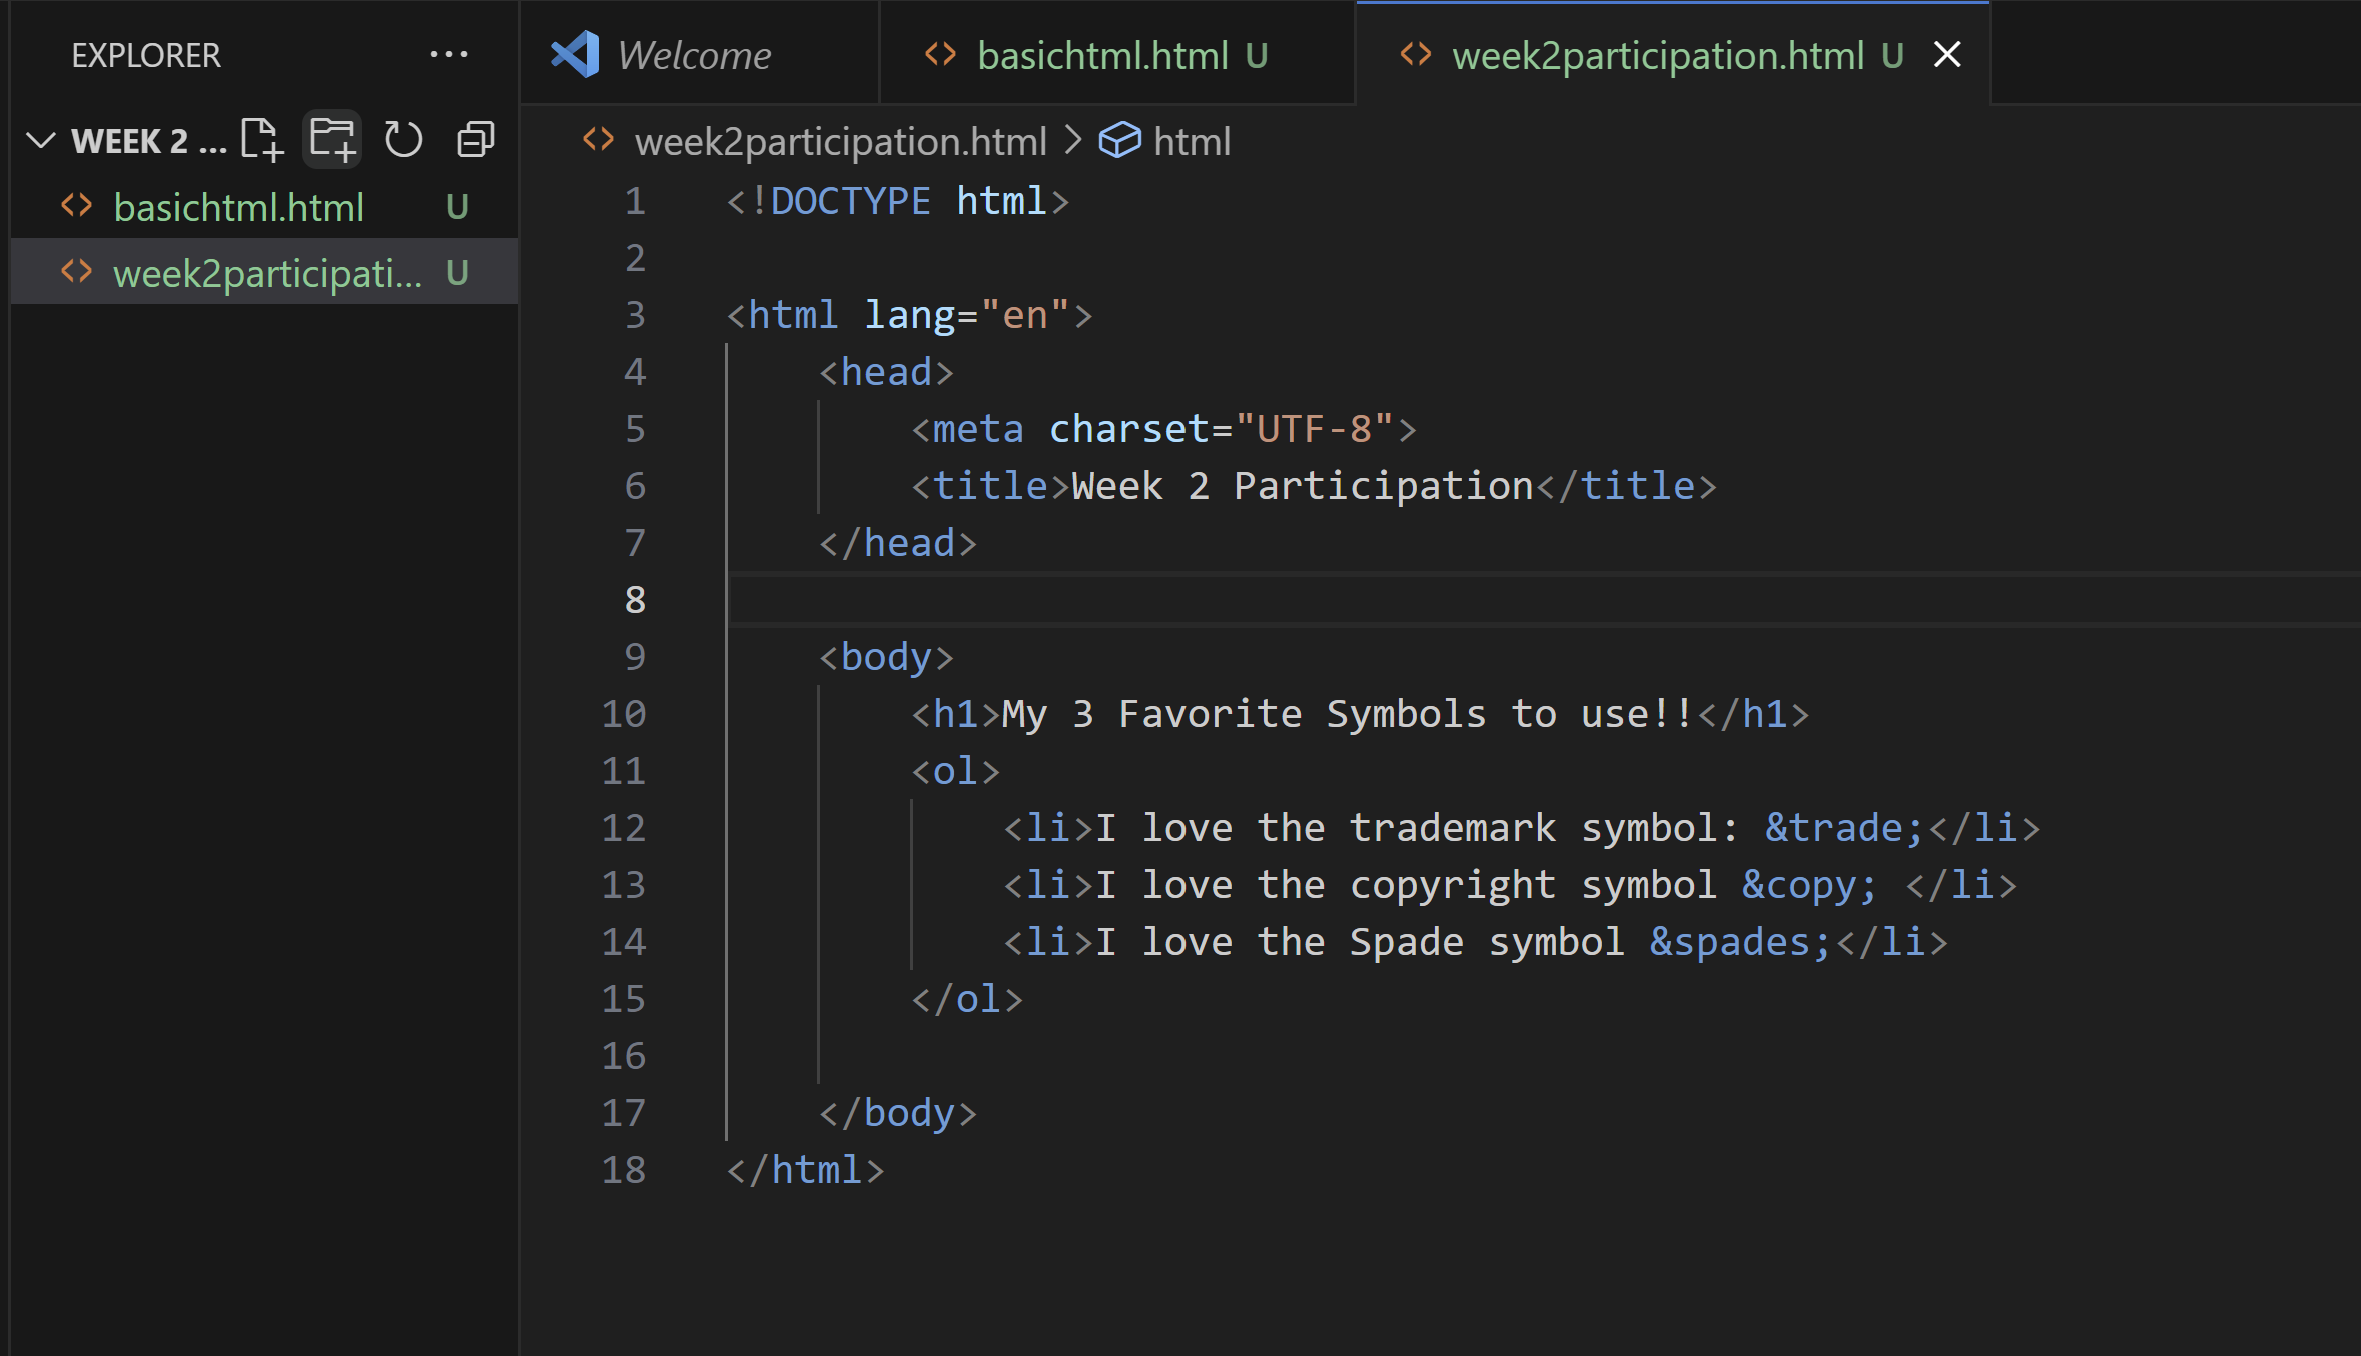 EXPLORER
WEEK 2 ...
basichtml.html U
week2participati... U
Welcome
basichtml.html U
week2participation.html U
week2participation.html > html
1 <!DOCTYPE html>
2
3 <html lang="en">
4     <head>
5         <meta charset="UTF-8">
6         <title>Week 2 Participation</title>
7     </head>
8
9     <body>
10         <h1>My 3 Favorite Symbols to use!!</h1>
11         <ol>
12             <li>I love the trademark symbol: &trade;</li>
13             <li>I love the copyright symbol &copy; </li>
14             <li>I love the Spade symbol &spades;</li>
15         </ol>
16
17     </body>
18 </html>